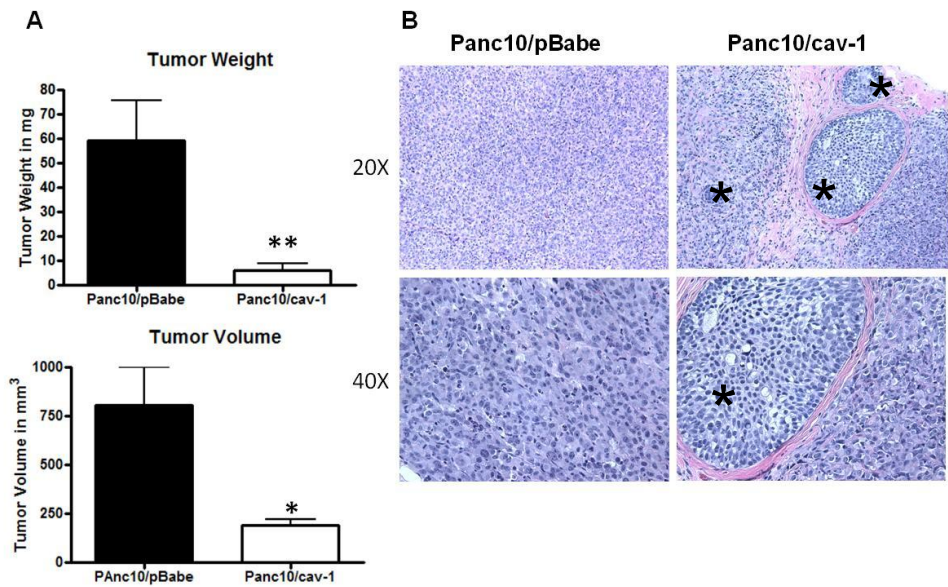 A
B
Tumor Weight
Tumor Weight in mg
80
70
60
50
40
30
20
10
0
**
Panc10/pBabe
Panc10/cav-1
Tumor Volume
Tumor Volume in mm³
1000
750
500
250
0
*
PAnc10/pBabe
Panc10/cav-1
Panc10/pBabe
Panc10/cav-1
20X
*
*
*
40X
*